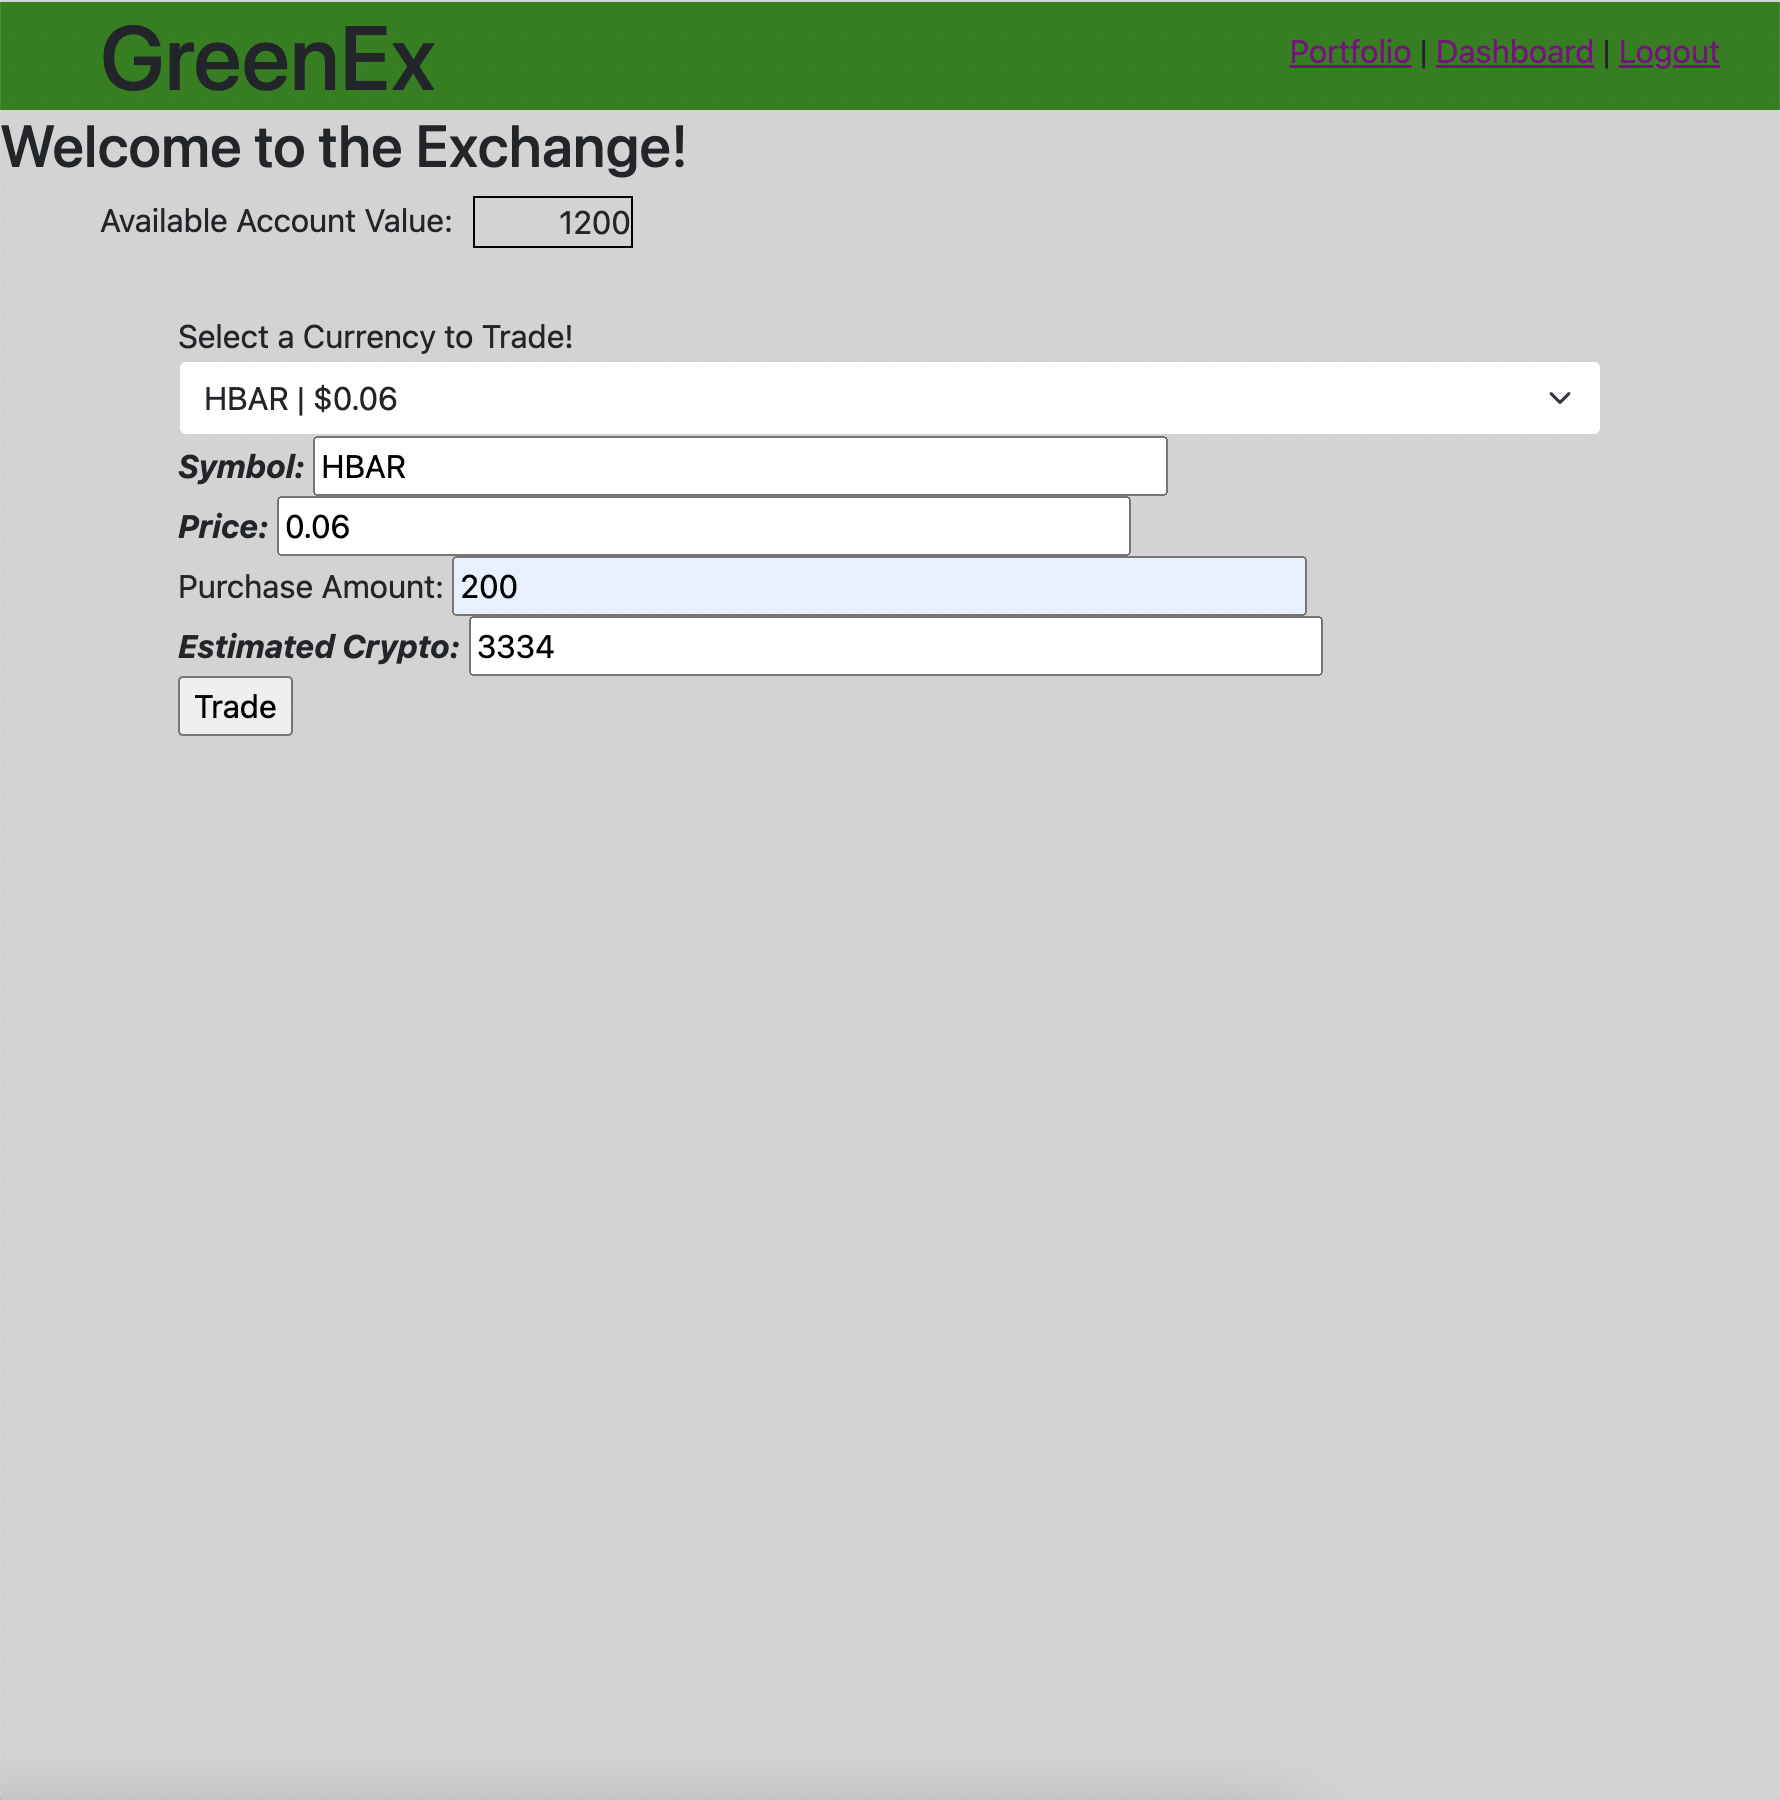 GreenEx
Portfolio | Dashboard | Logout
Welcome to the Exchange!
Available Account Value: 1200
Select a Currency to Trade!
HBAR | $0.06
Symbol: HBAR
Price: 0.06
Purchase Amount: 200
Estimated Crypto: 3334
Trade